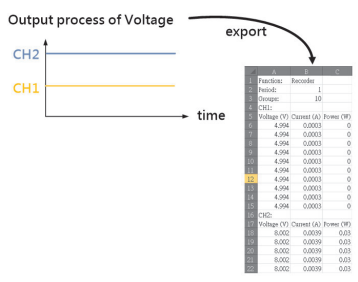 Output process of Voltage
export
CH2
CH1
time
A B C
1 Function: Recorder
2 Period: 1
3 Groups: 10
4 CH1:
5 Voltage (V) Current (A) Power (W)
6 4.994 0.0003 0
7 4.994 0.0003 0
8 4.994 0.0003 0
9 4.994 0.0003 0
10 4.994 0.0003 0
11 4.994 0.0003 0
12 4.994 0.0003 0
13 4.994 0.0003 0
14 4.994 0.0003 0
15 4.994 0.0003 0
16 CH2:
17 Voltage (V) Current (A) Power (W)
18 8.002 0.0039 0.03
19 8.002 0.0039 0.03
20 8.002 0.0039 0.03
21 8.002 0.0039 0.03
22 8.002 0.0039 0.03